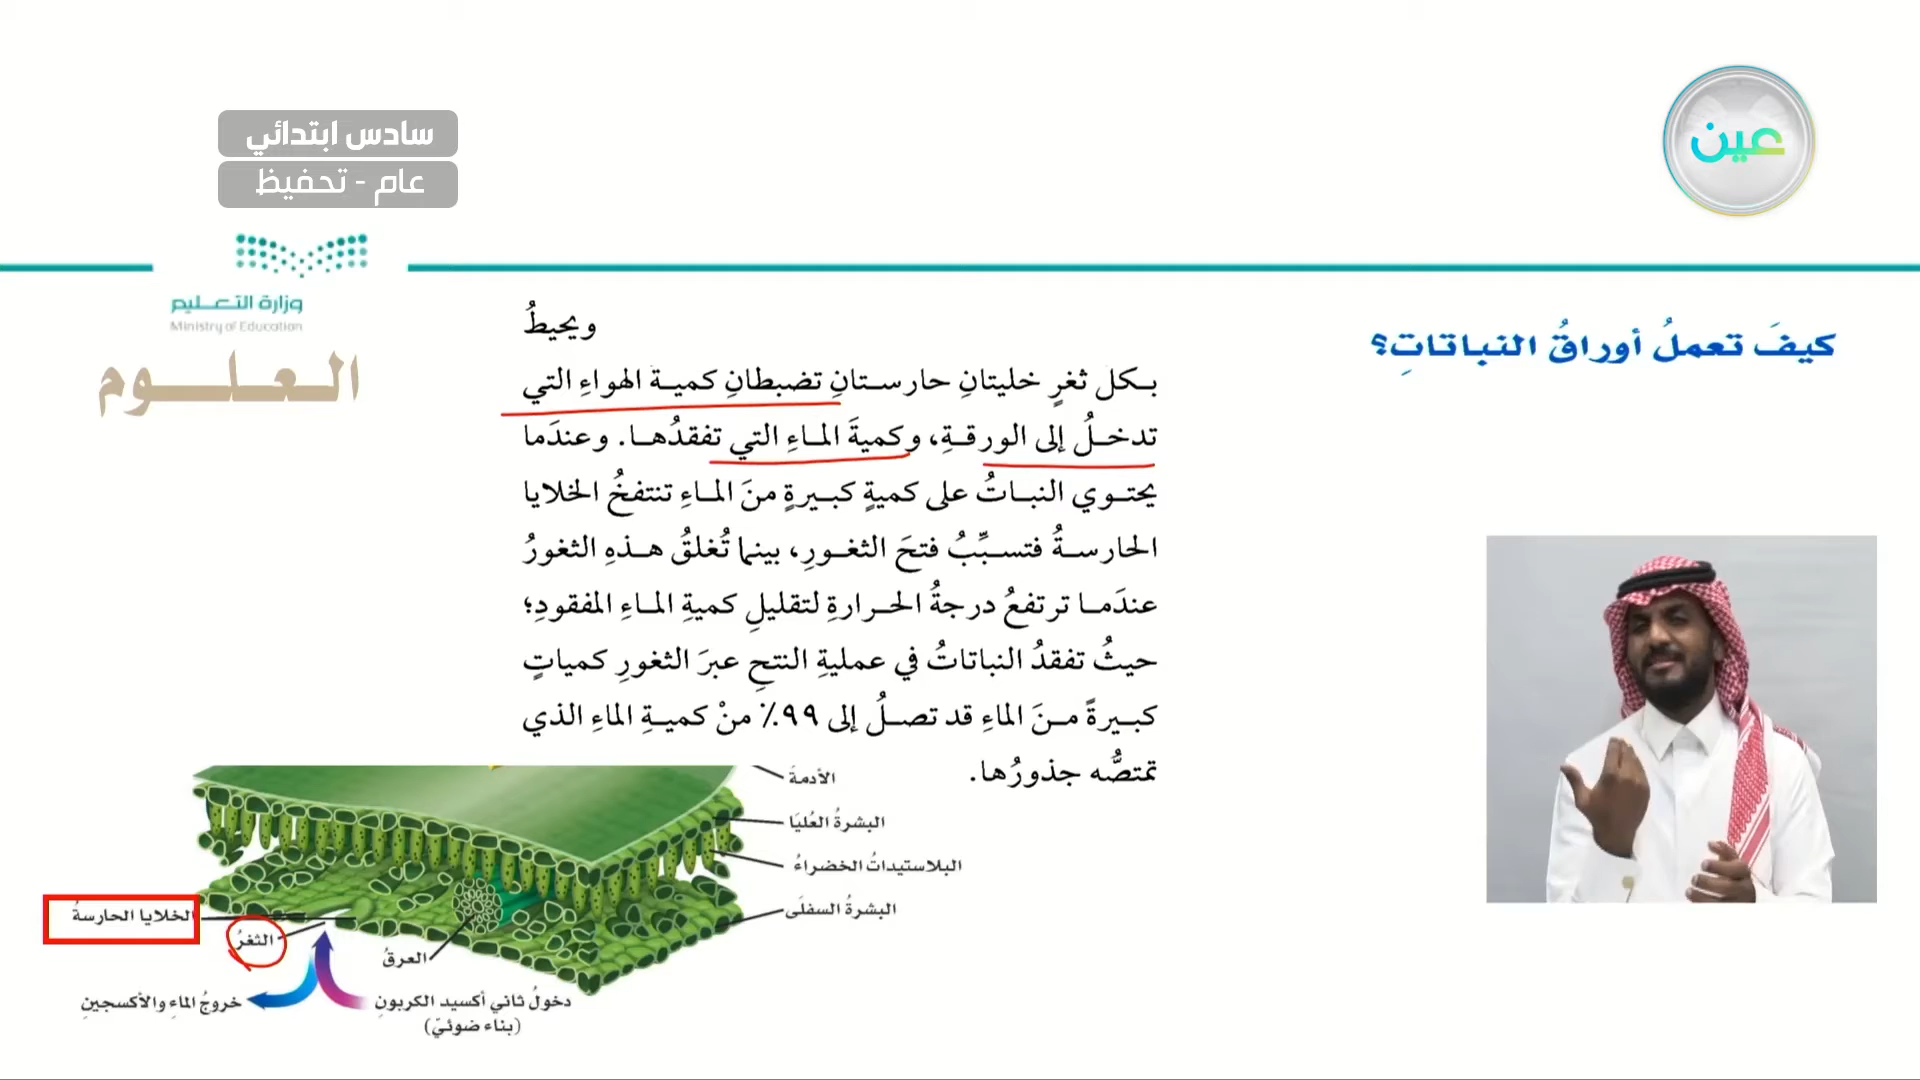 عين
سادس ابتدائي
عام - تحفيظ
وزارة التعليم
Ministry of Education
العلوم
كيفَ تعملُ أوراقُ النباتاتِ؟
ويحيطُ
بكل ثغرٍ خليتانِ حارستانِ تضبطانِ كمية الهواءِ التي
تدخلُ إلى الورقةِ، وكميةَ الماءِ التي تفقدُها. وعندَما
يحتوي النباتُ على كميةٍ كبيرةٍ منَ الماءِ تنتفخُ الخلايا
الحارسةُ فتسبِّبُ فتحَ الثغورِ، بينما تُغلقُ هذهِ الثغورُ
عندَما ترتفعُ درجةُ الحرارةِ لتقليلِ كميةِ الماءِ المفقودِ؛
حيثُ تفقدُ النباتاتُ في عمليةِ النتحِ عبرَ الثغورِ كمياتٍ
كبيرةً منَ الماءِ قد تصلُ إلى ٩٩٪ منْ كميةِ الماءِ الذي
تمتصُّه جذورُها.
الأدمةُ
البشرةُ العُليَا
البلاستيداتُ الخضراءُ
البشرةُ السفلَى
الخلايا الحارسةُ
الثغرُ
العرقُ
دخولُ ثاني أكسيد الكربونِ
(بناء ضوئيّ)
خروجُ الماءِ والأكسجينِ